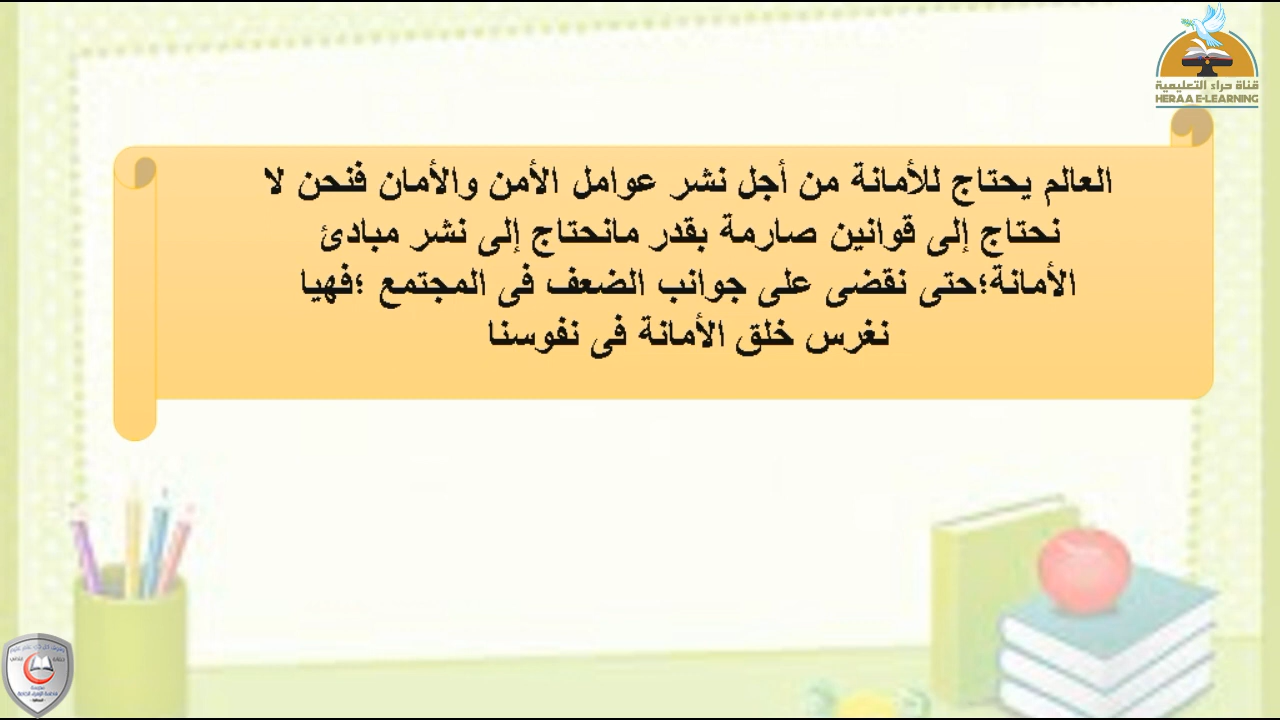 قناة حراء التعليمية
HERAA E-LEARNING
العالم يحتاج للأمانة من أجل نشر عوامل الأمن والأمان فنحن لا
نحتاج إلى قوانين صارمة بقدر مانحتاج إلى نشر مبادئ
الأمانة؛حتى نقضى على جوانب الضعف فى المجتمع ؛فهيا
نغرس خلق الأمانة فى نفوسنا